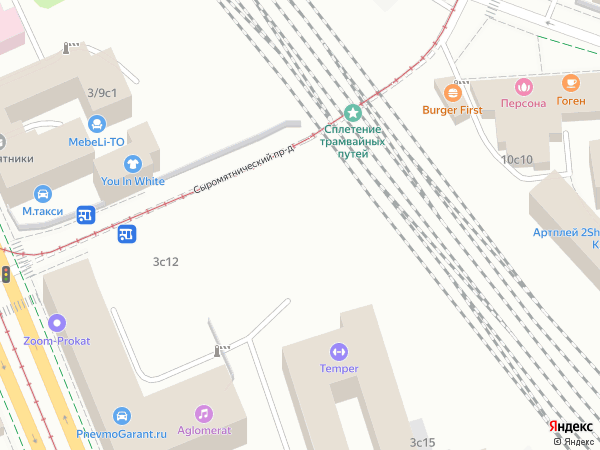 3/9с1
MebeLi-TO
тники
You In White
М.такси
Сыромятнический пр-д
Сплетение
трамвайных
путей
Burger First
Персона
Гоген
10с10
Артплей 2Sh
К
3с12
Zoom-Prokat
PnevmoGarant.ru
Aglomerat
Temper
3с15
Яндекс
© Яндекс